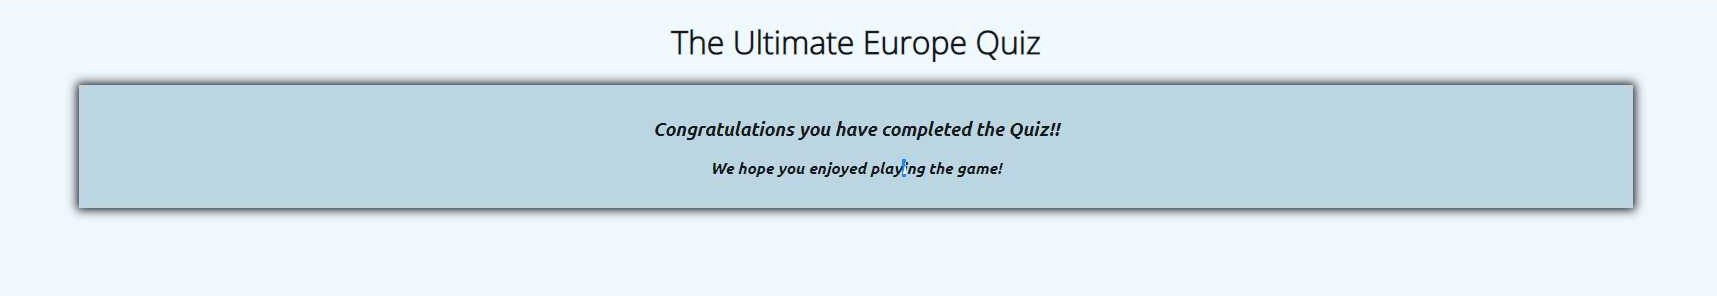 The Ultimate Europe Quiz
Congratulations you have completed the Quiz!!
We hope you enjoyed playing the game!